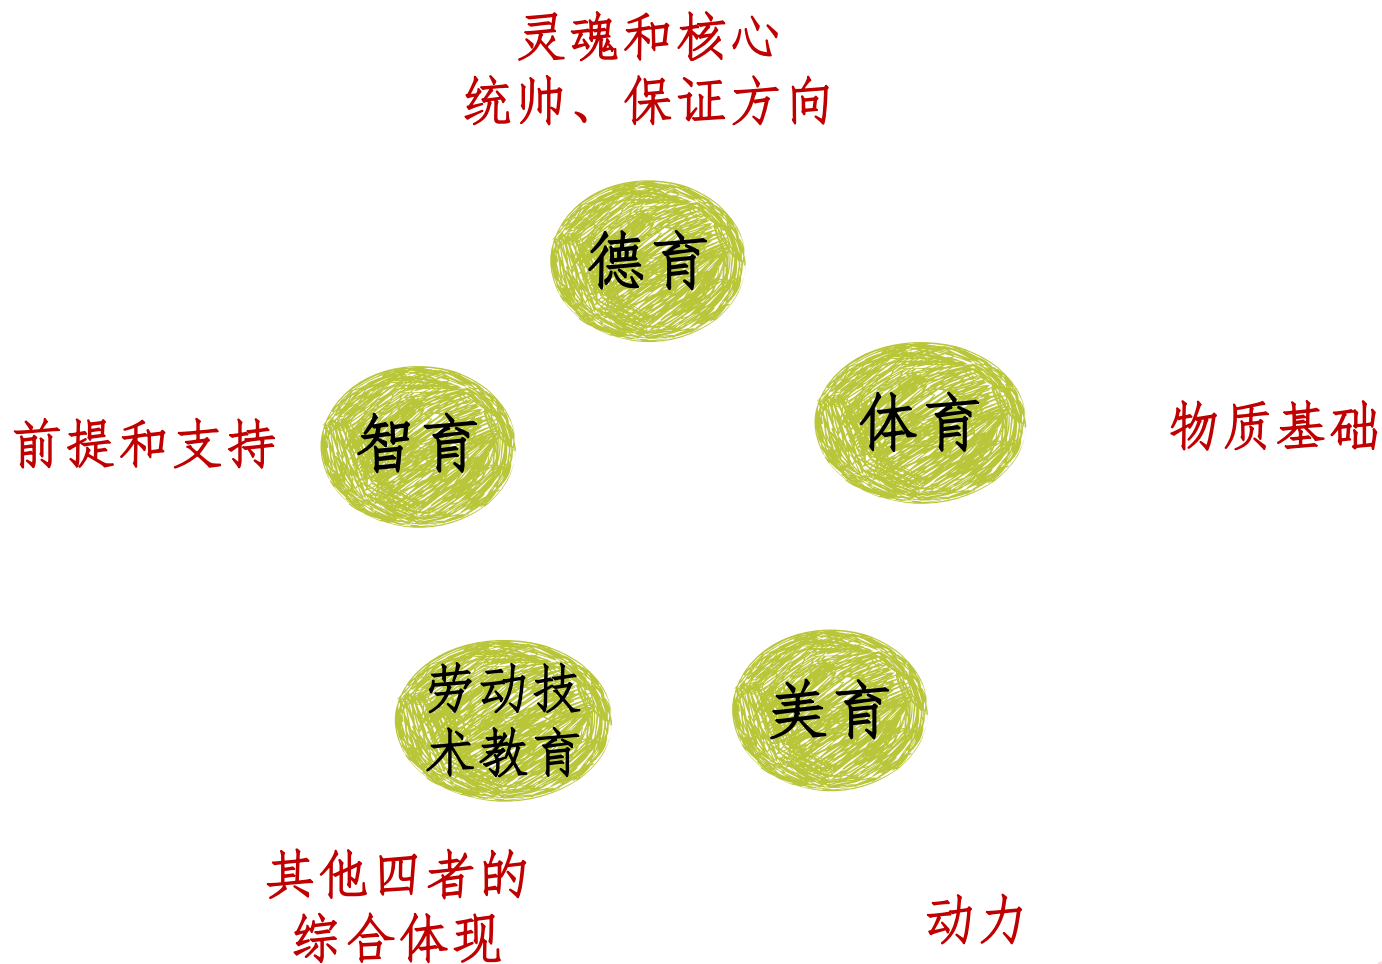 灵魂和核心
统帅、保证方向
德育
体育
物质基础
前提和支持
智育
劳动技
术教育
美育
其他四者的
综合体现
动力